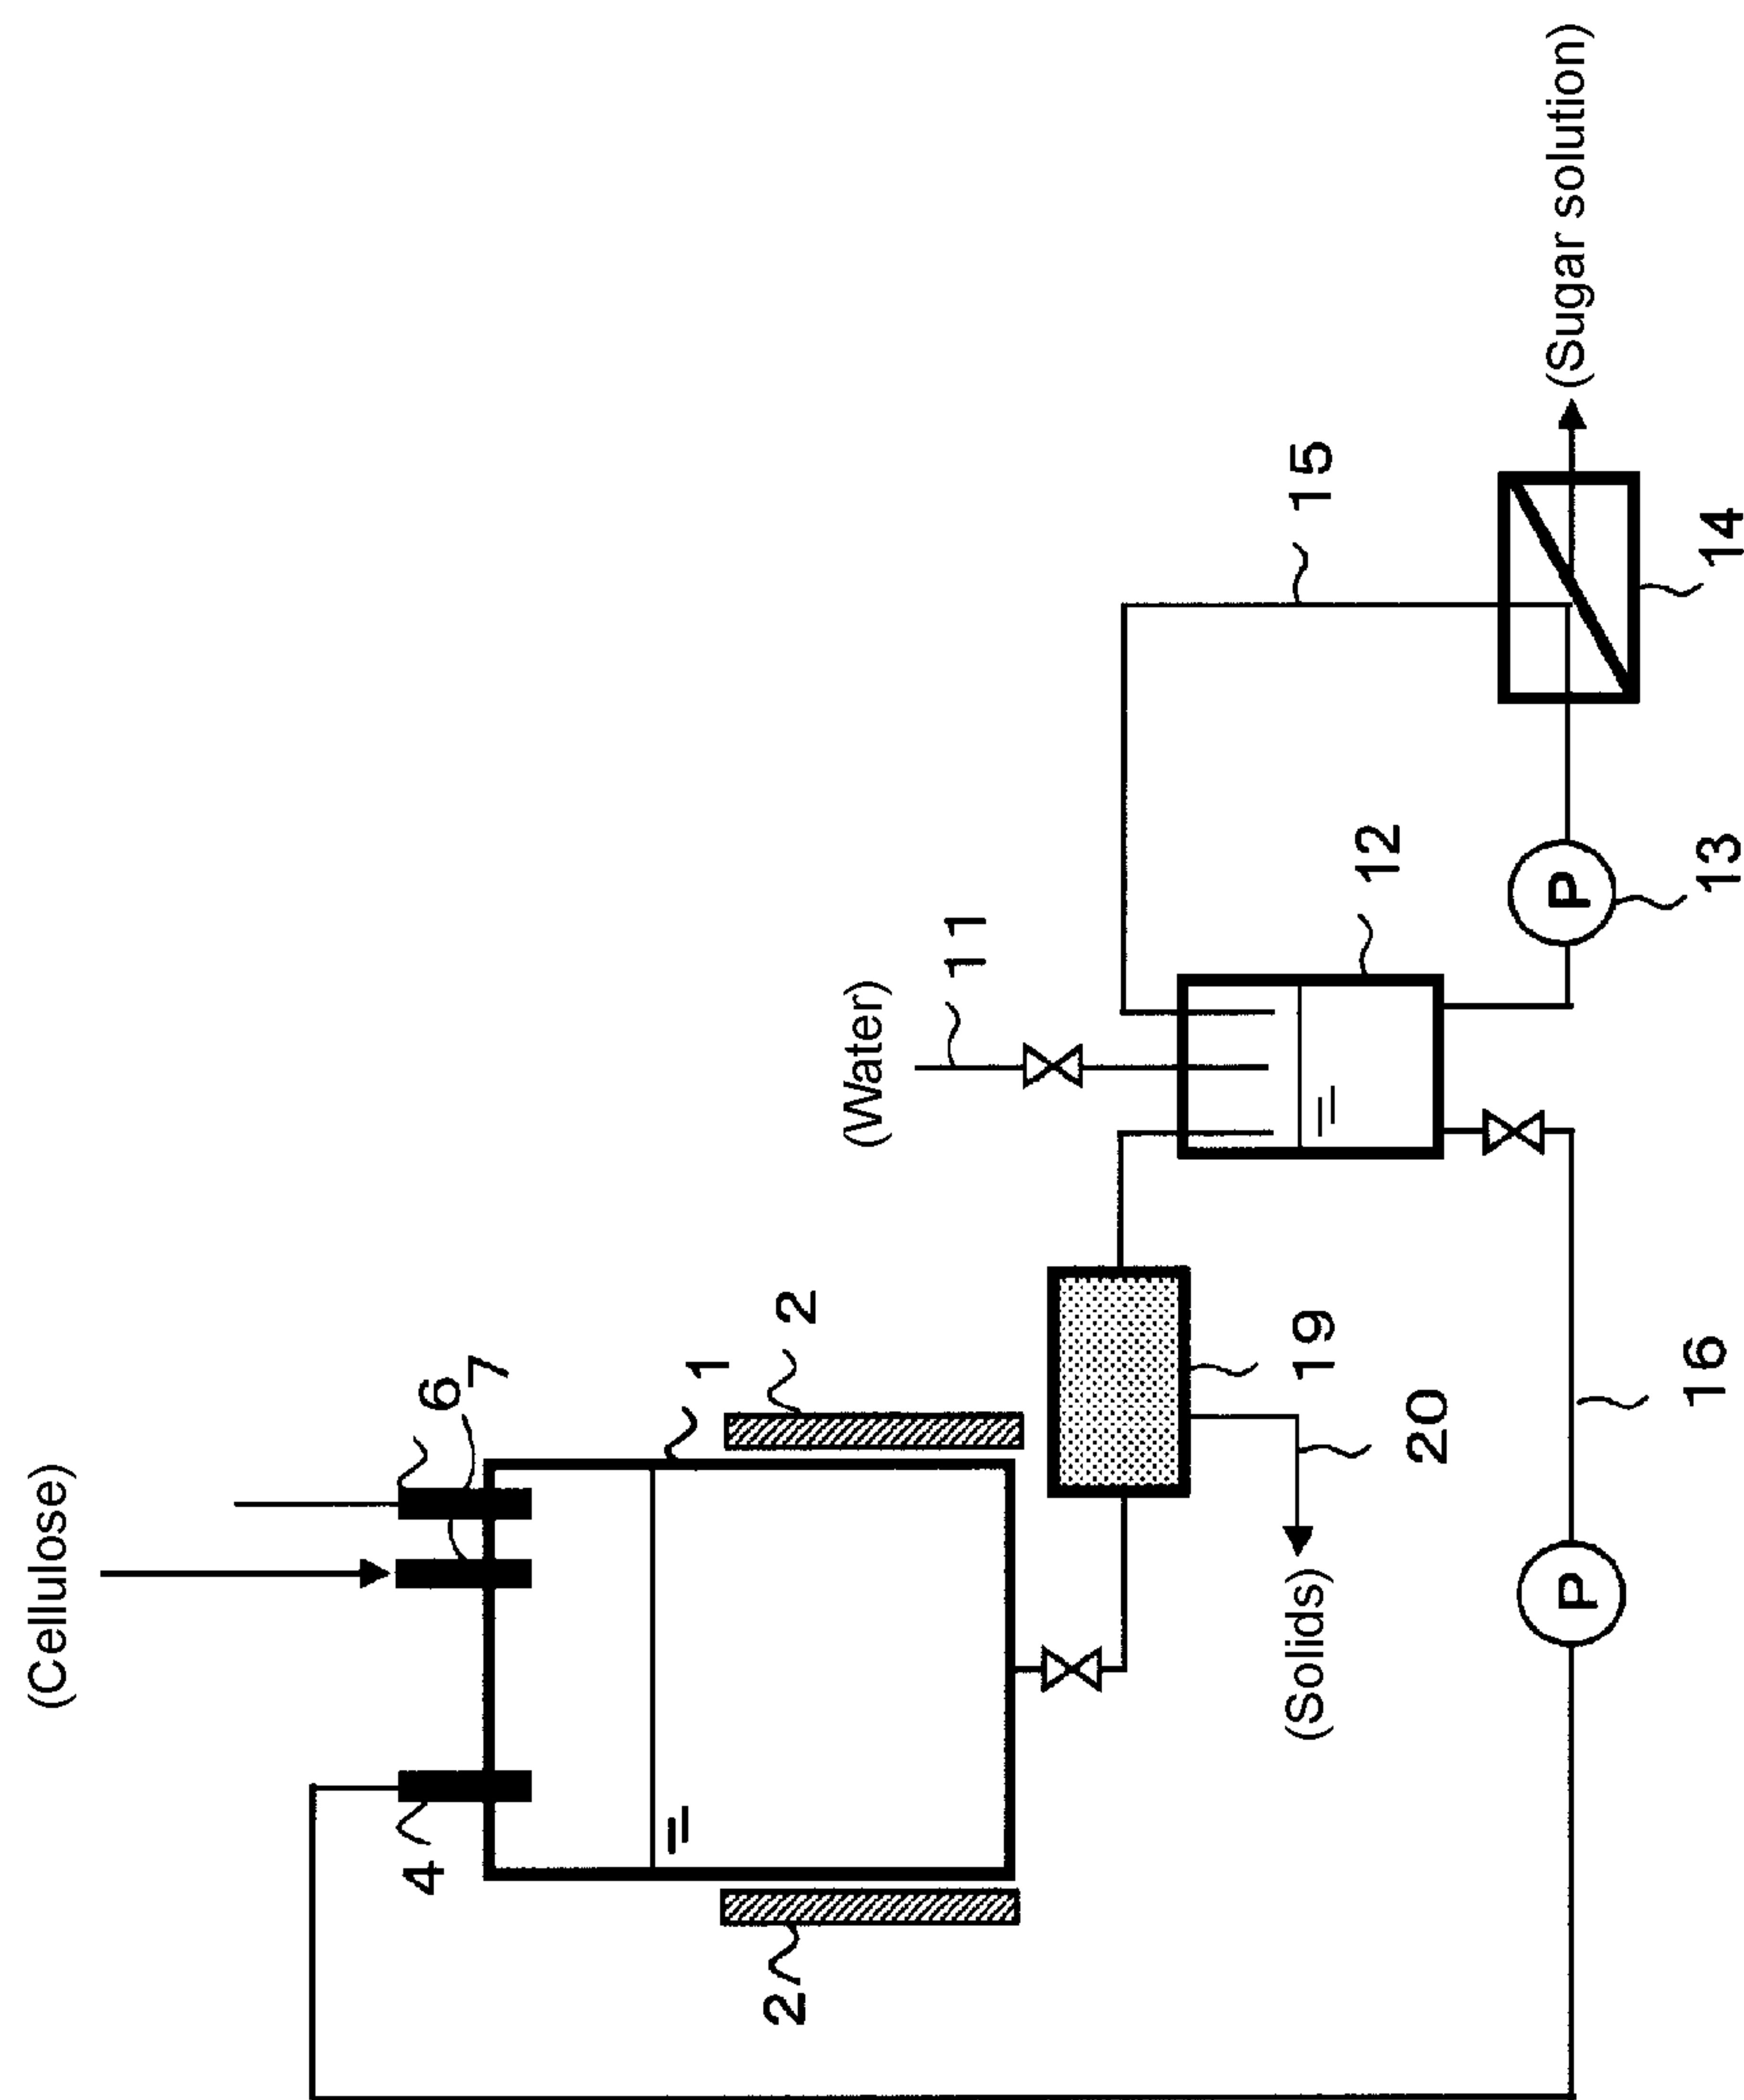 (Cellulose)
6
7
1
2
4
2
(Water)
11
15
(Sugar solution)
12
19
20
(Solids)
P
13
14
P
16